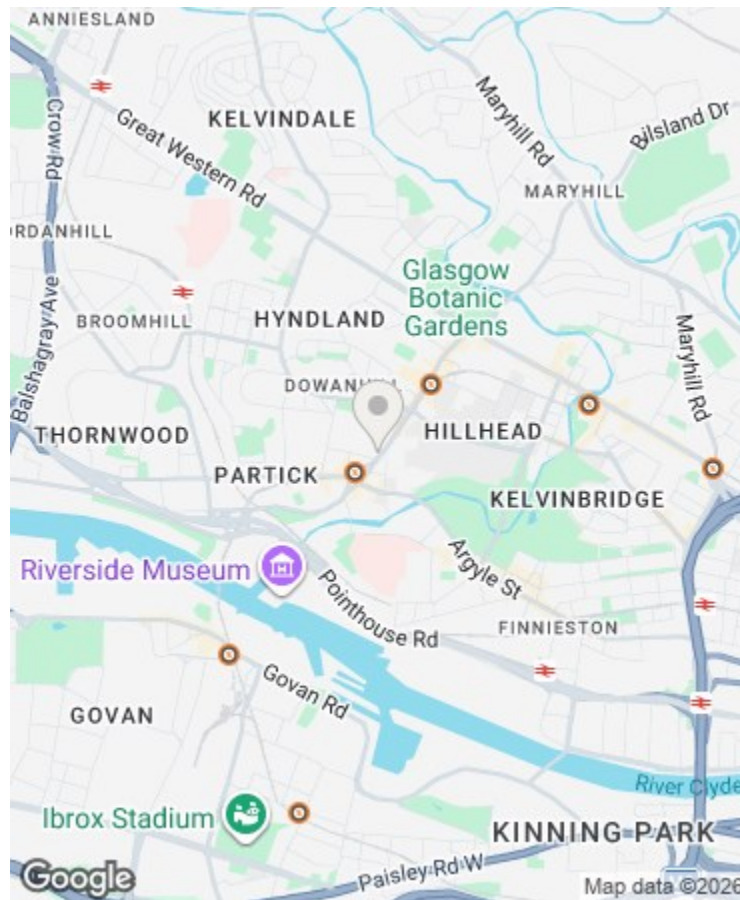 ANNIESLAND
Crow Rd
KELVINDALE
Great Western Rd
Maryhill Rd
Bilsland Dr
MARYHILL
ORDANHILL
Glasgow
Botanic
Gardens
BROOMHILL
HYNDLAND
Balshagray Ave
Maryhill Rd
DOWANH
THORNWOOD
HILLHEAD
PARTICK
KELVINBRIDGE
Riverside Museum
Argyle St
Pointhouse Rd
FINNIESTON
GOVAN
Govan Rd
River Clyde
Ibrox Stadium
KINNING PARK
Paisley Rd W
Google
Map data ©2026